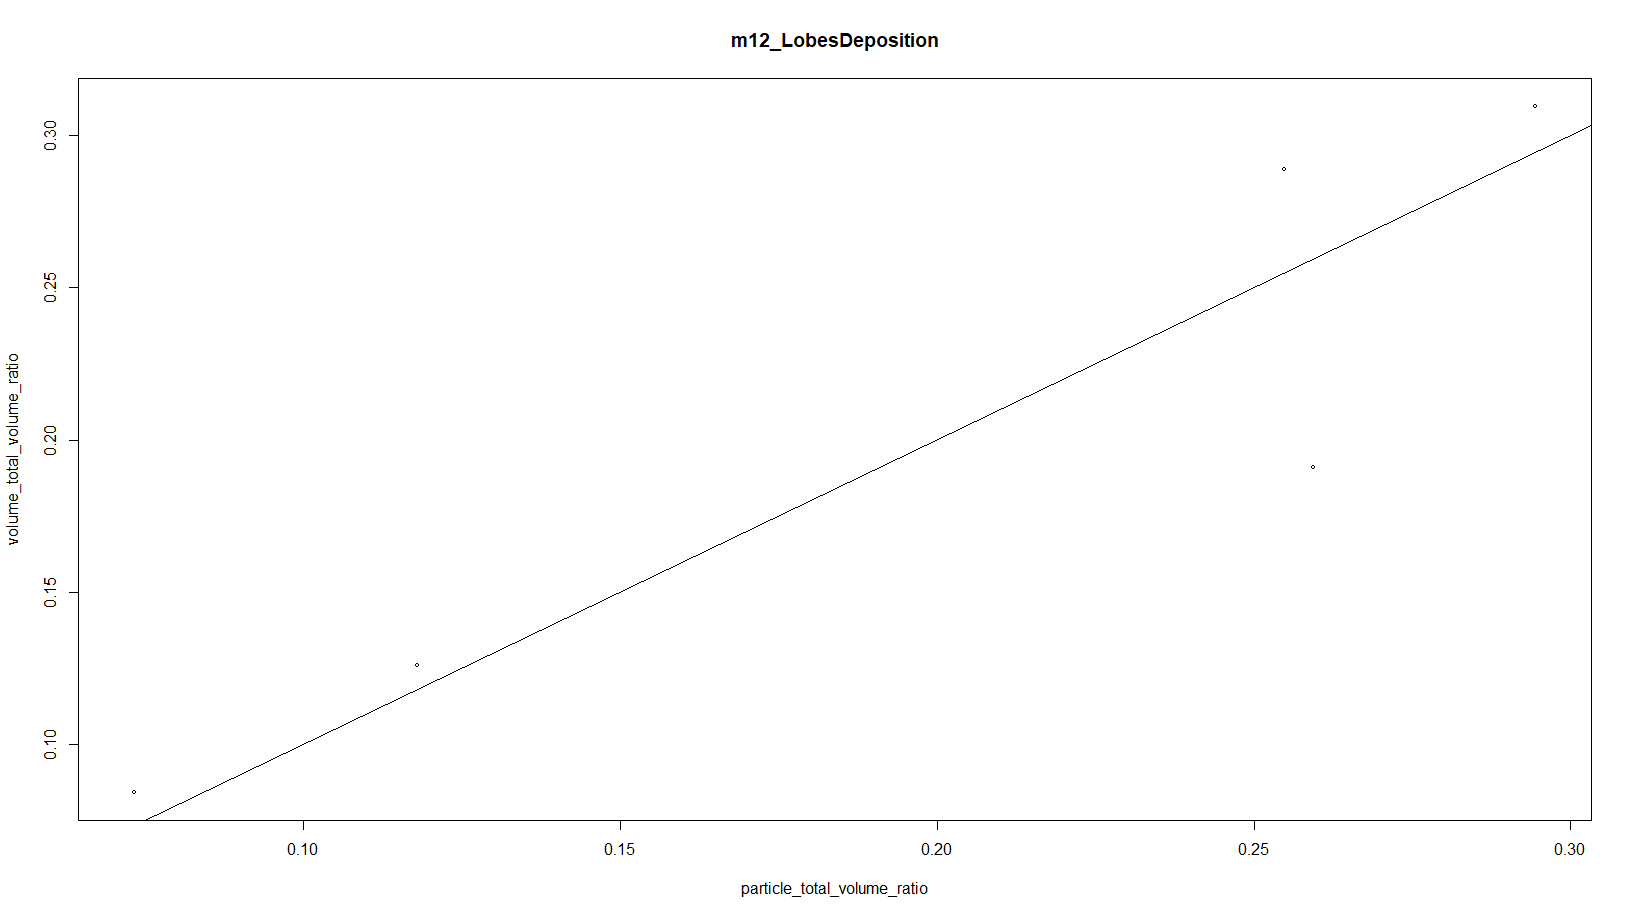 m12_LobesDeposition
volume_total_volume_ratio
0.30
0.25
0.20
0.15
0.10
0.10 0.15 0.20 0.25 0.30
particle_total_volume_ratio